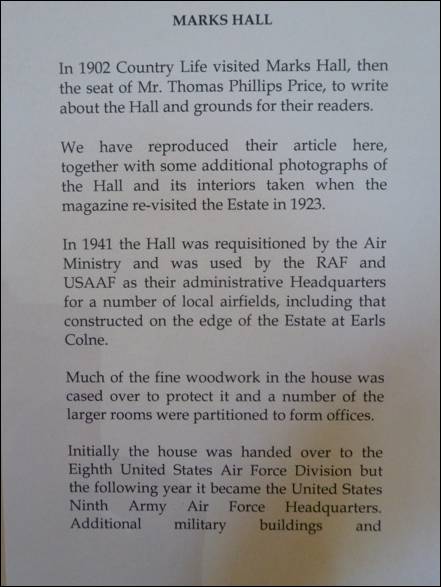 MARKS HALL
In 1902 Country Life visited Marks Hall, then
the seat of Mr. Thomas Phillips Price, to write
about the Hall and grounds for their readers.
We have reproduced their article here,
together with some additional photographs of
the Hall and its interiors taken when the
magazine re-visited the Estate in 1923.
In 1941 the Hall was requisitioned by the Air
Ministry and was used by the RAF and
USAAF as their administrative Headquarters
for a number of local airfields, including that
constructed on the edge of the Estate at Earls
Colne.
Much of the fine woodwork in the house was
cased over to protect it and a number of the
larger rooms were partitioned to form offices.
Initially the house was handed over to the
Eighth United States Air Force Division but
the following year it became the United States
Ninth Army Air Force Headquarters.
Additional military buildings and